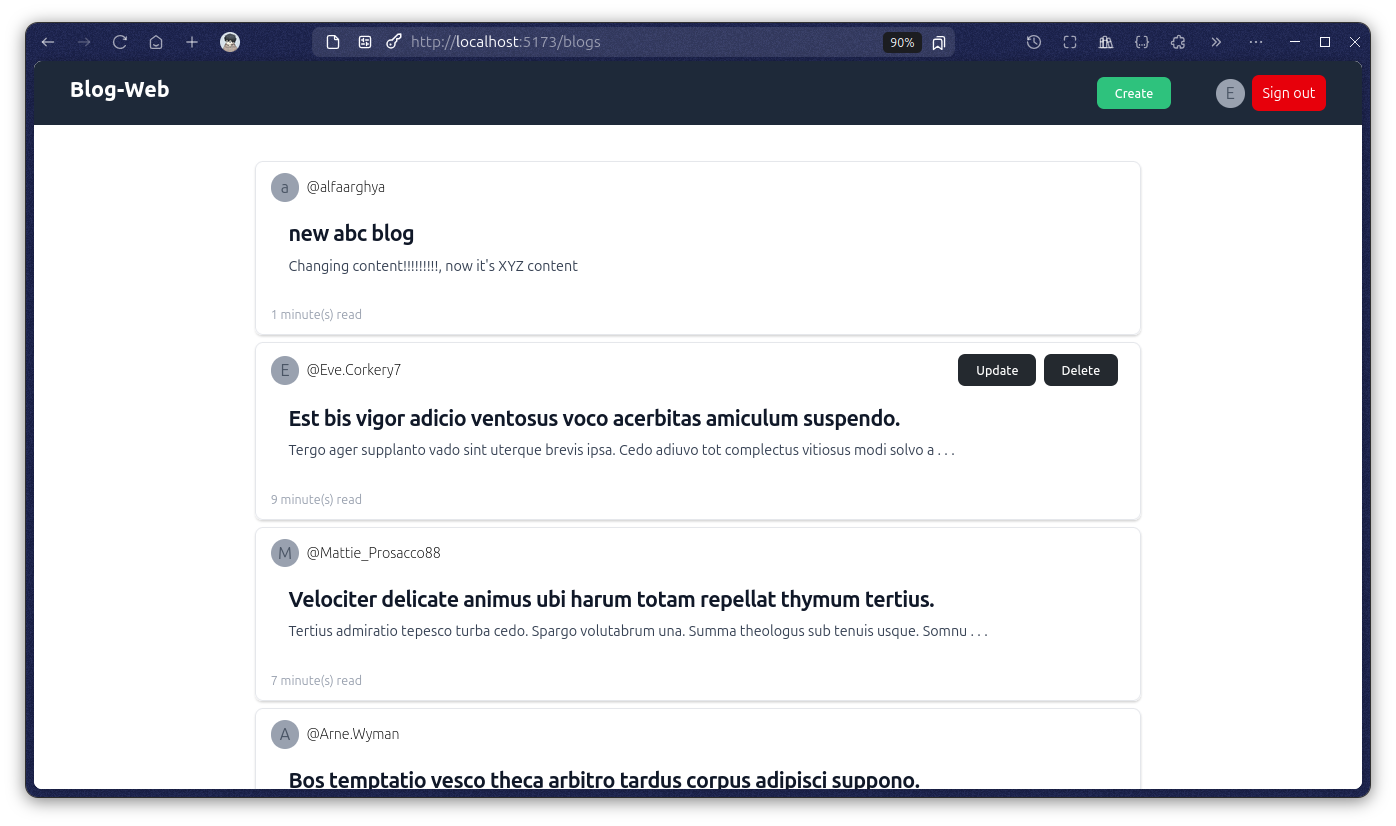 http://localhost:5173/blogs
90%
Blog-Web
Create
E
Sign out
a
@alfaarghya
new abc blog
Changing content!!!!!!!!!, now it's XYZ content
1 minute(s) read
E
@Eve.Corkery7
Update
Delete
Est bis vigor adicio ventosus voco acerbitas amiculum suspendo.
Tergo ager supplanto vado sint uterque brevis ipsa. Cedo adiuvo tot complectus vitiosus modi solvo a . . .
9 minute(s) read
M
@Mattie_Prosacco88
Velociter delicate animus ubi harum totam repellat thymum tertius.
Tertius admiratio tepesco turba cedo. Spargo volutabrum una. Summa theologus sub tenuis usque. Somnu . . .
7 minute(s) read
A
@Arne.Wyman
Bos temptatio vesco theca arbitro tardus corpus adipisci suppono.